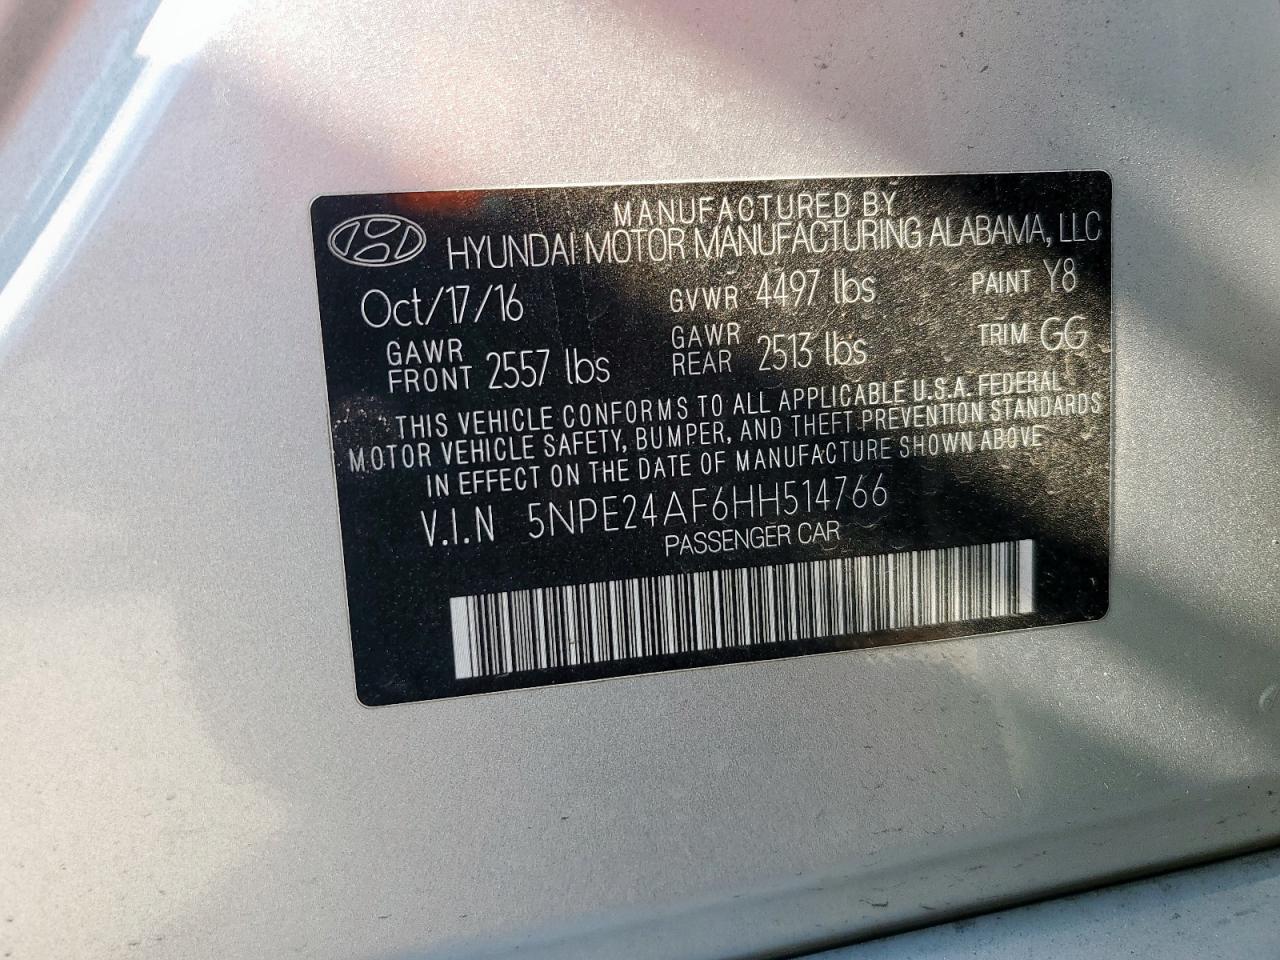 MANUFACTURED BY
HYUNDAI MOTOR MANUFACTURING ALABAMA, LLC
Oct/17/16 GVWR 4497 lbs PAINT Y8
GAWR FRONT 2557 lbs GAWR REAR 2513 lbs TRIM GG
THIS VEHICLE CONFORMS TO ALL APPLICABLE U.S.A. FEDERAL
MOTOR VEHICLE SAFETY, BUMPER, AND THEFT PREVENTION STANDARDS
IN EFFECT ON THE DATE OF MANUFACTURE SHOWN ABOVE
V.I.N 5NPE24AF6HH514766
PASSENGER CAR